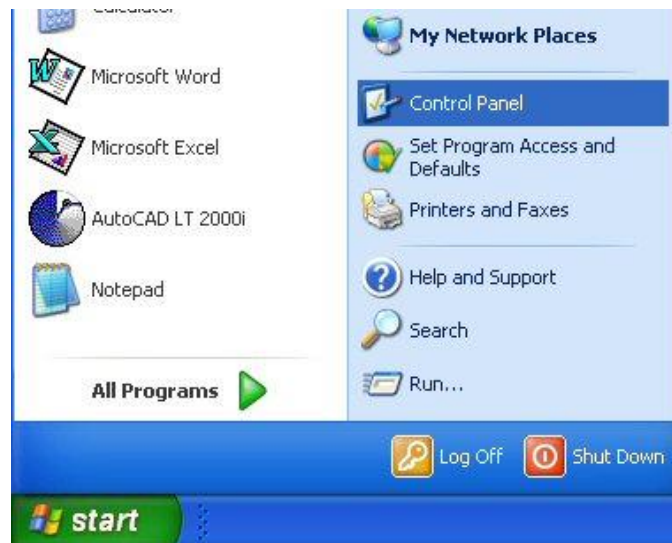 Calculator
Microsoft Word
Microsoft Excel
AutoCAD LT 2000i
Notepad
All Programs
My Network Places
Control Panel
Set Program Access and
Defaults
Printers and Faxes
Help and Support
Search
Run...
Log Off
Shut Down
start